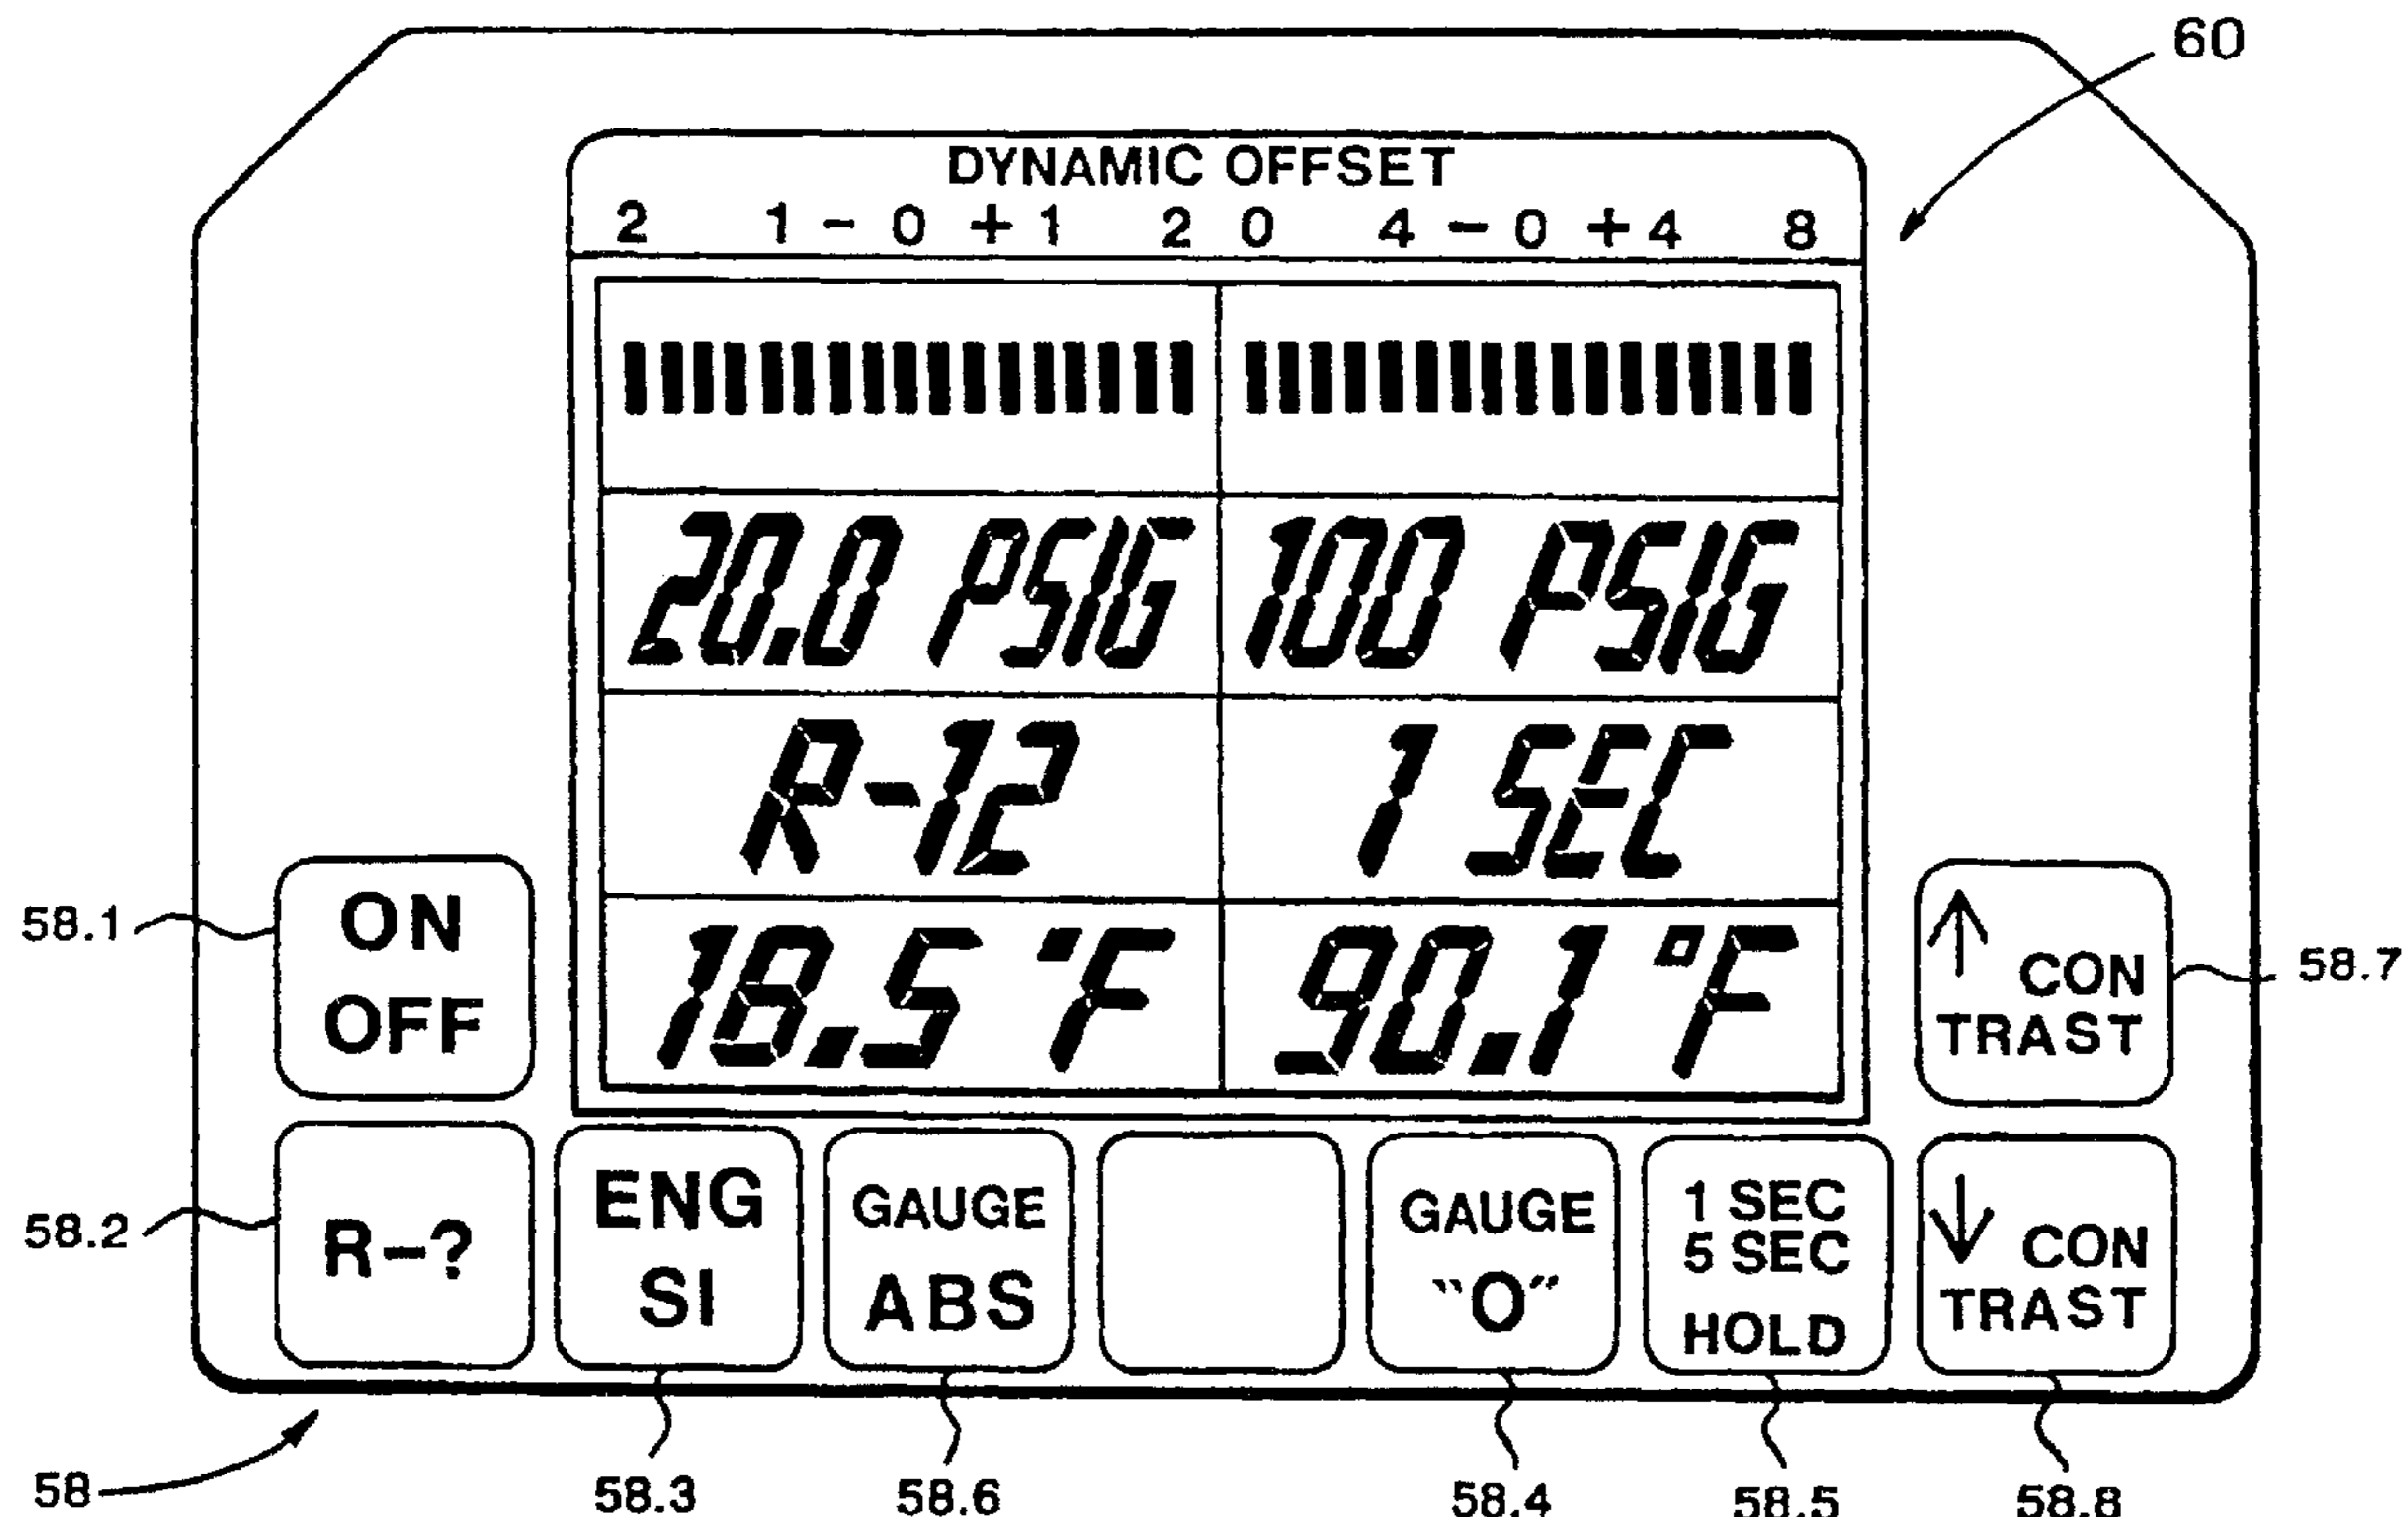 60
DYNAMIC OFFSET
2 1 - 0 + 1 2 0 4 - 0 + 4 8
20.0 PSIG 100 PSIG
R-12 1 SEC
18.5 °F 90.1 °F
58.1
ON
OFF
↑ CON
TRAST
58.7
58.2
R-?
ENG
SI
GAUGE
ABS
GAUGE
"O"
1 SEC
5 SEC
HOLD
↓ CON
TRAST
58
58.3
58.6
58.4
58.5
58.8